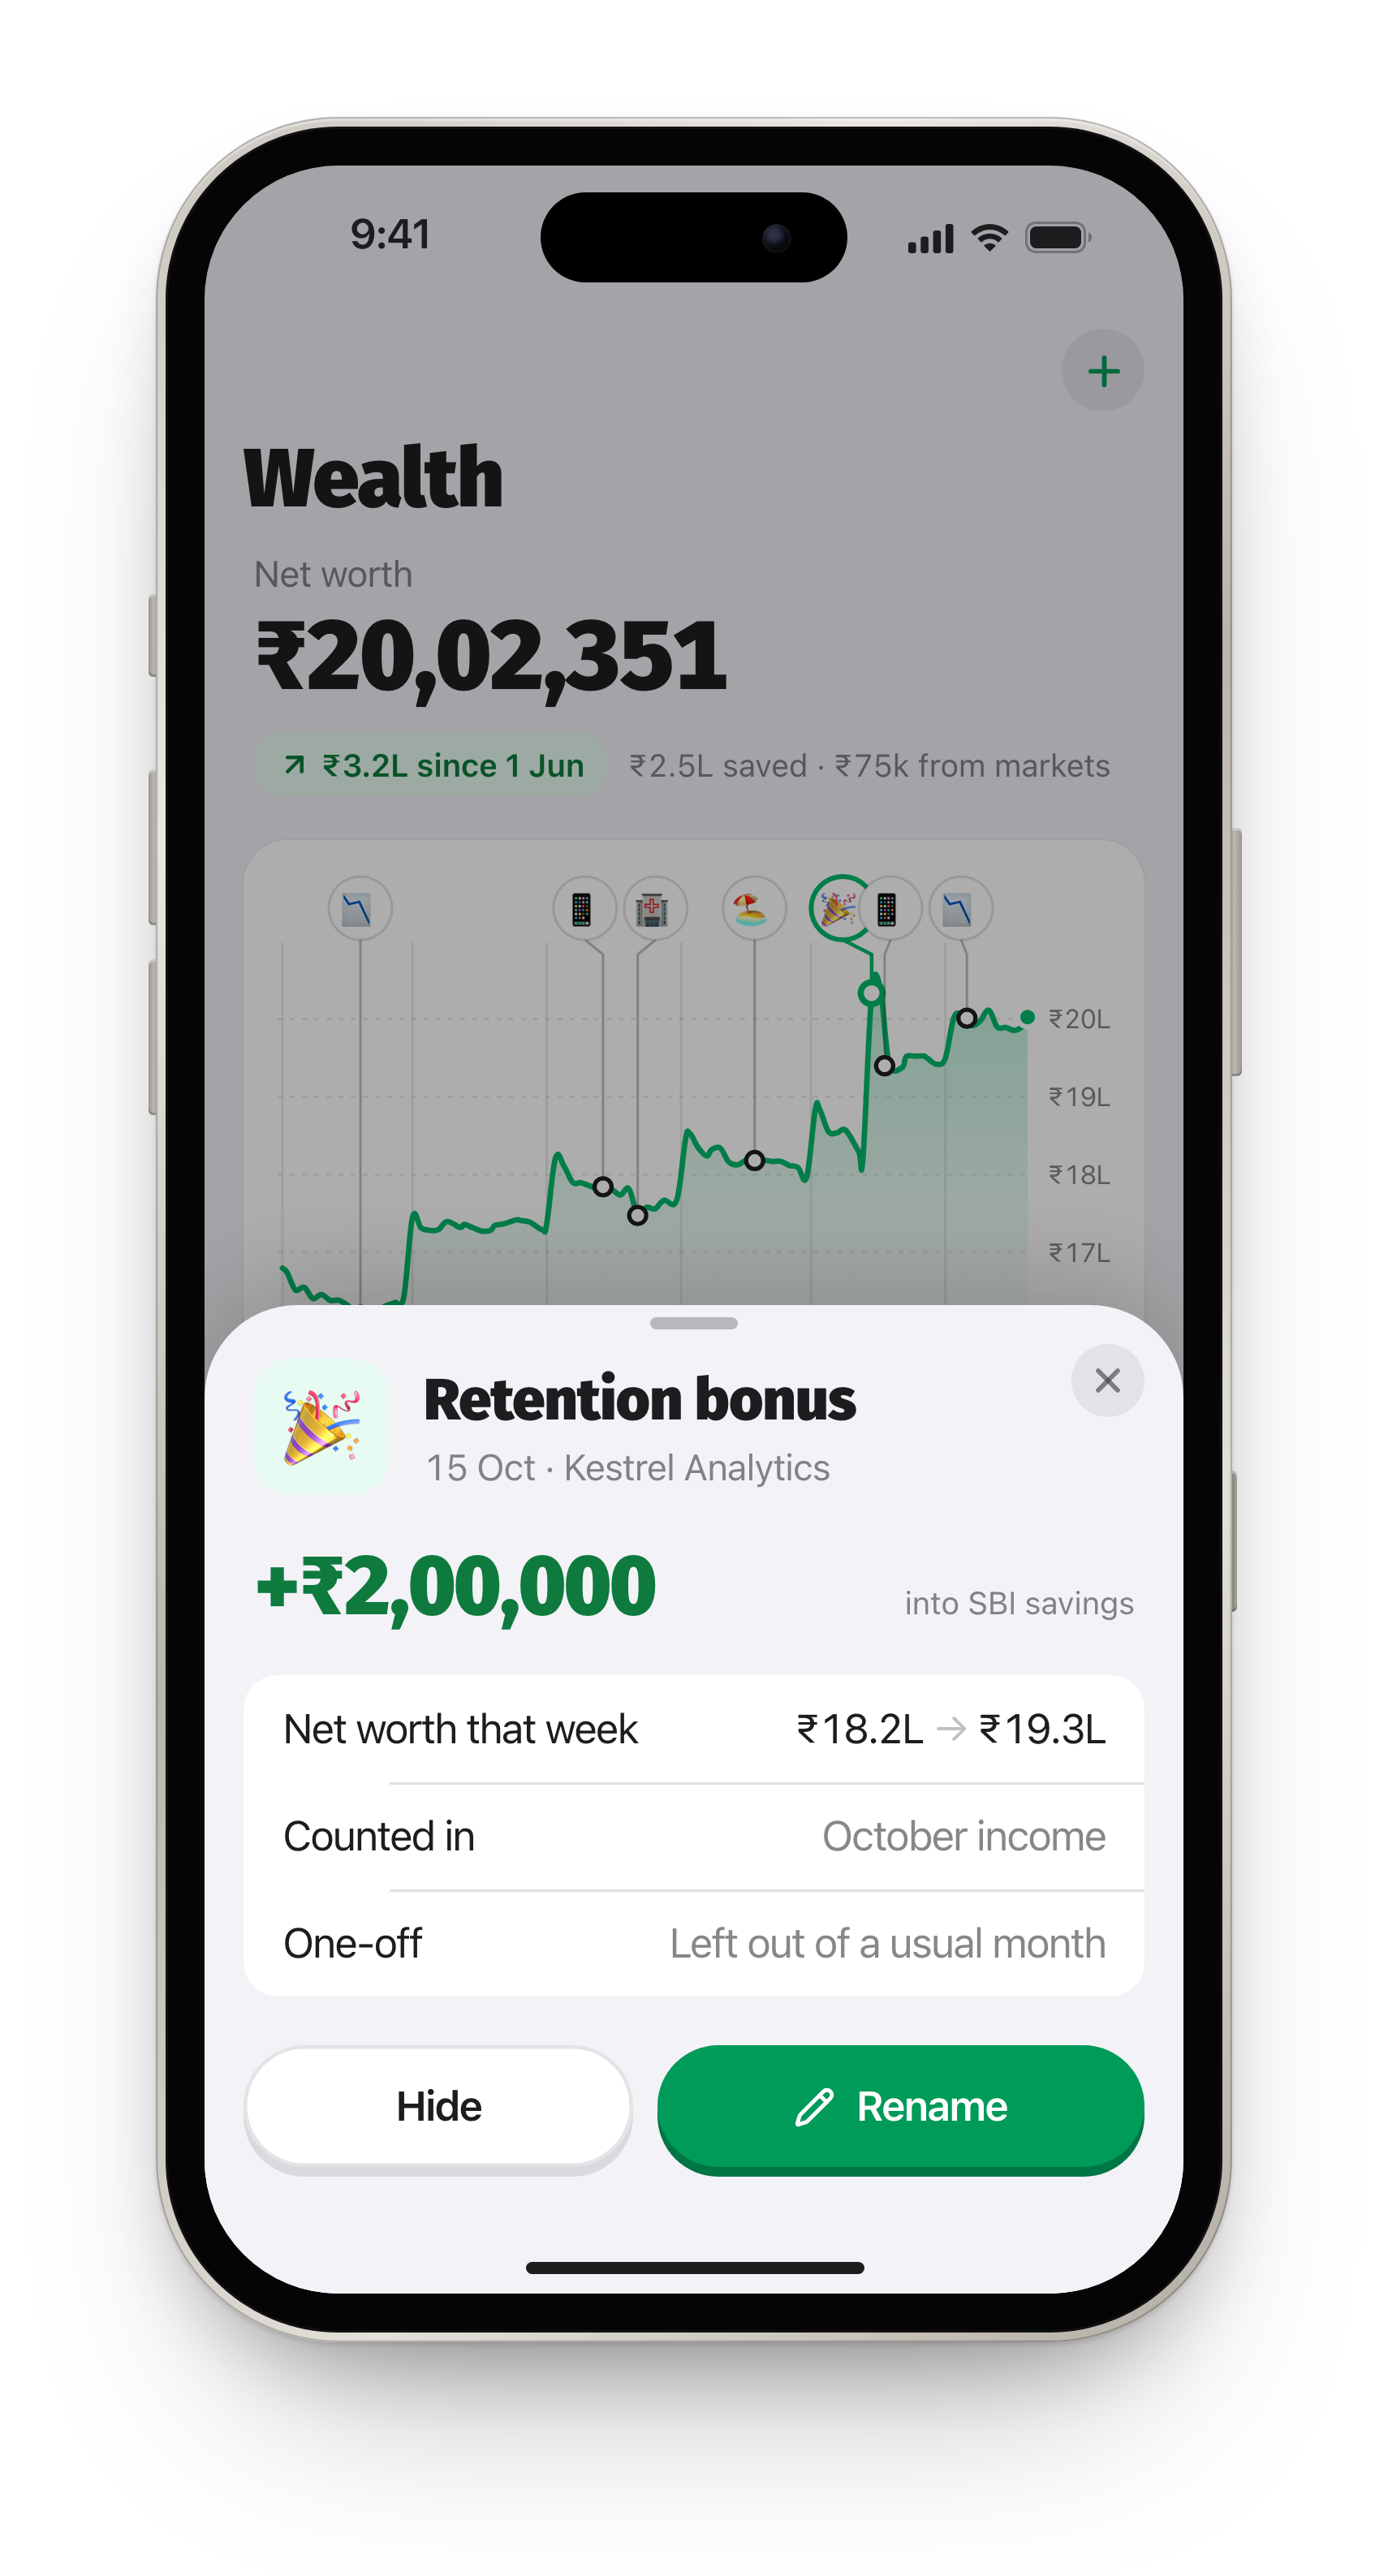 9:41
Wealth
Net worth
₹20,02,351
₹3.2L since 1 Jun ₹2.5L saved · ₹75k from markets
₹20L
₹19L
₹18L
₹17L
Retention bonus
15 Oct · Kestrel Analytics
+₹2,00,000 into SBI savings
Net worth that week ₹18.2L → ₹19.3L
Counted in October income
One-off Left out of a usual month
Hide Rename